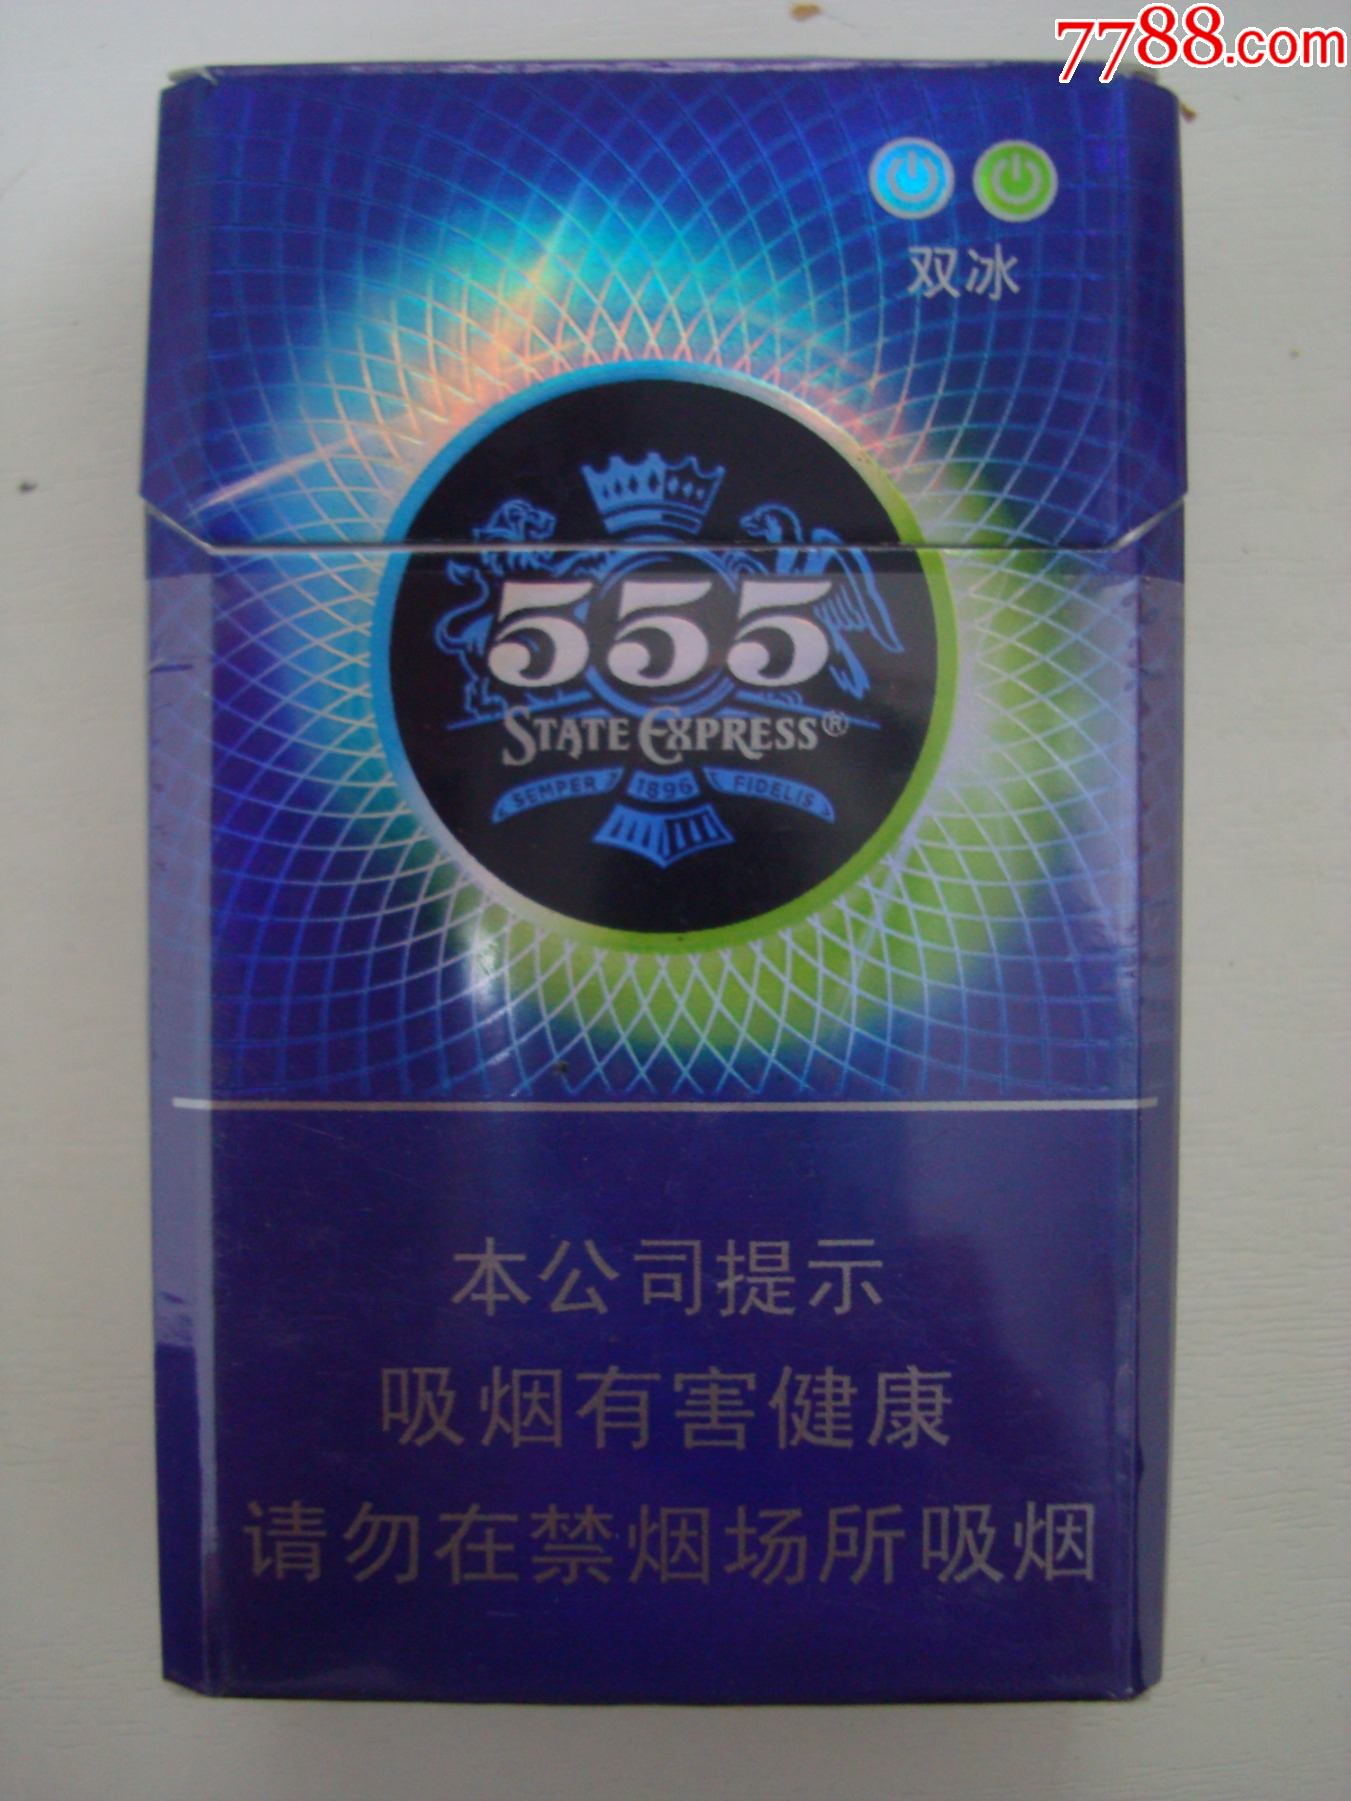 7788.com
双冰
555
STATE EXPRESS®
SEMPER 1896 FIDELIS
本公司提示
吸烟有害健康
请勿在禁烟场所吸烟